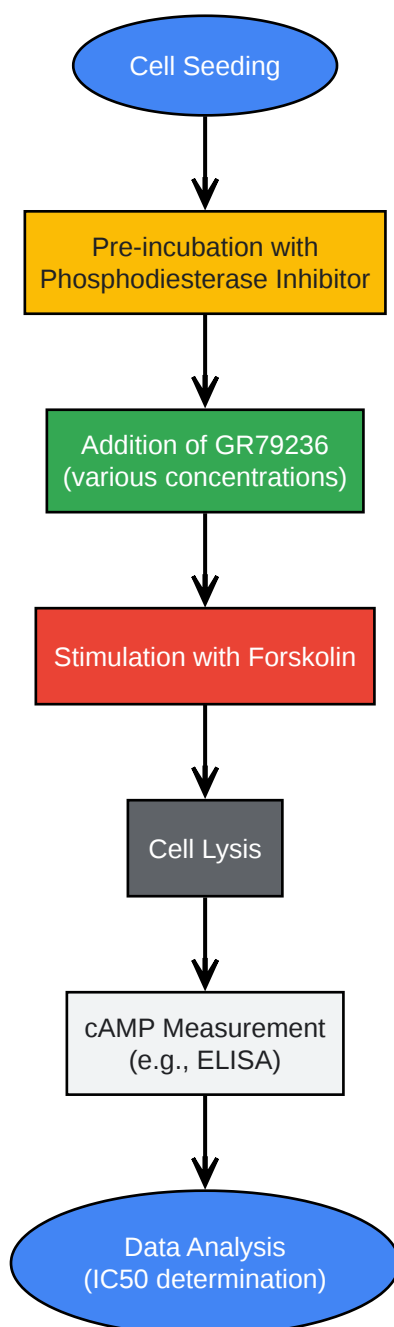 Cell Seeding
Pre-incubation with
Phosphodiesterase Inhibitor
Addition of GR79236
(various concentrations)
Stimulation with Forskolin
Cell Lysis
cAMP Measurement
(e.g., ELISA)
Data Analysis
(IC50 determination)